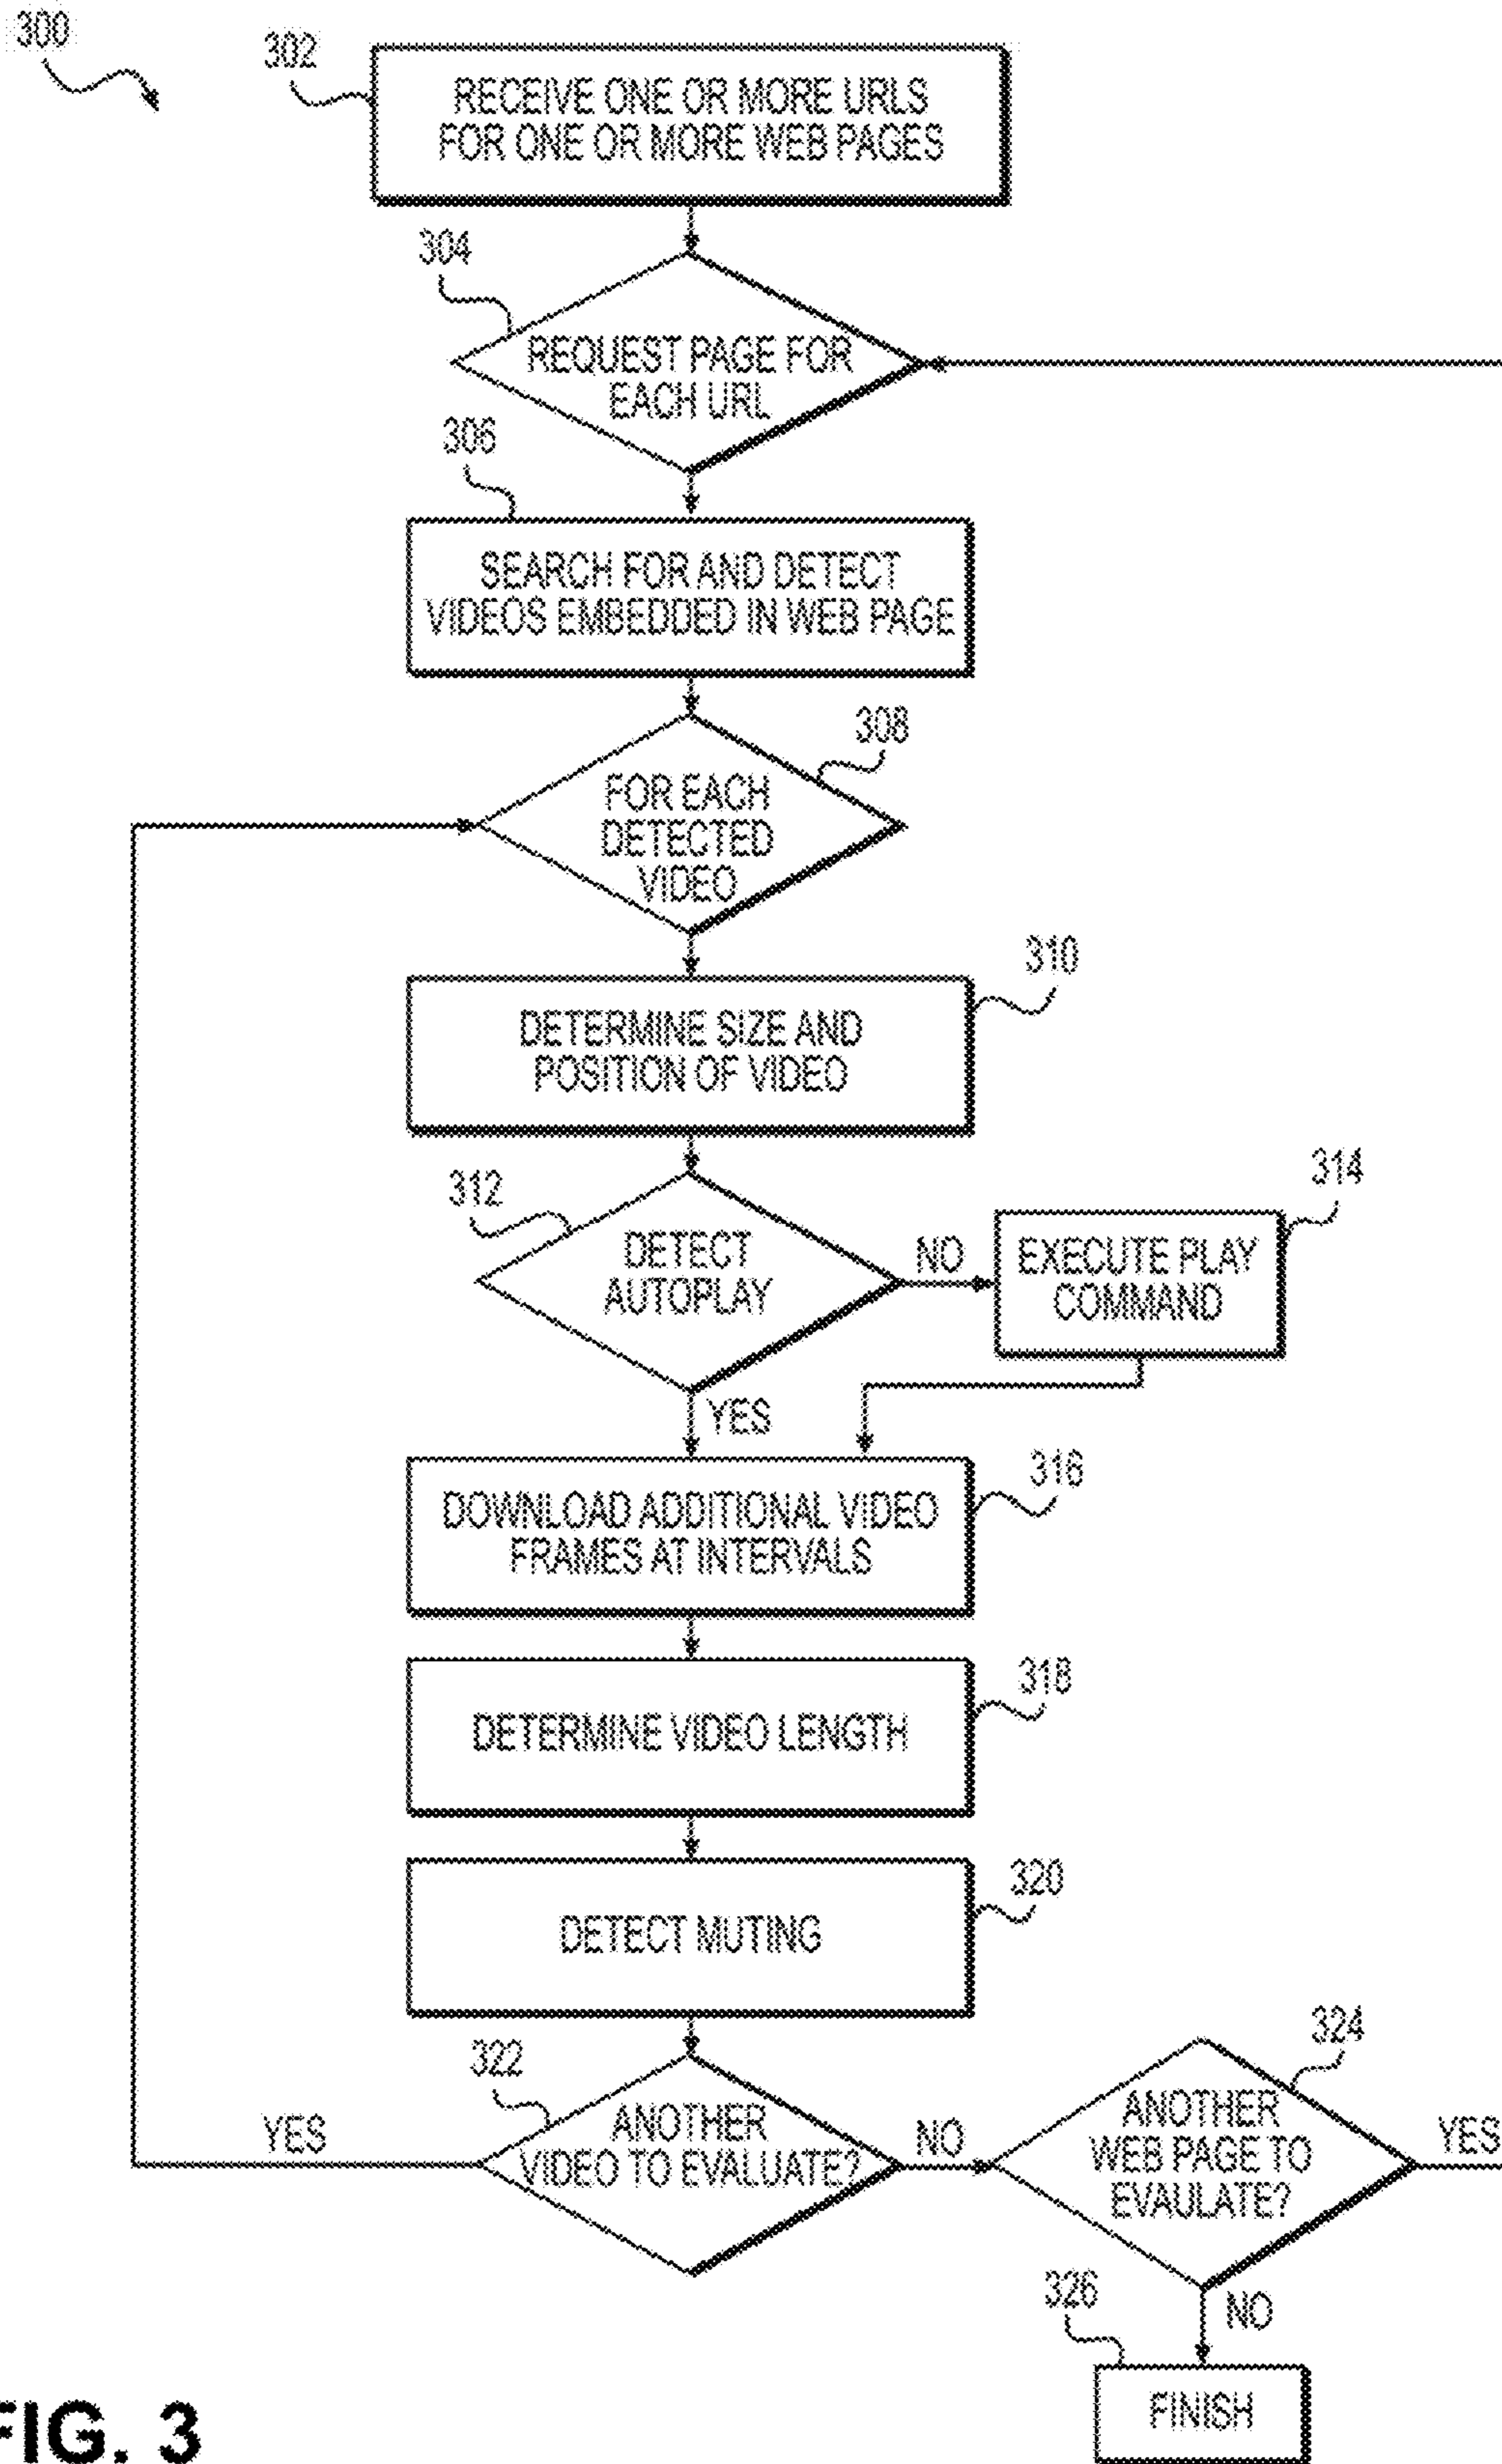 300
302
RECEIVE ONE OR MORE URLS
FOR ONE OR MORE WEB PAGES
304
REQUEST PAGE FOR
EACH URL
306
SEARCH FOR AND DETECT
VIDEOS EMBEDDED IN WEB PAGE
308
FOR EACH
DETECTED
VIDEO
310
DETERMINE SIZE AND
POSITION OF VIDEO
312
DETECT
AUTOPLAY
NO
314
EXECUTE PLAY
COMMAND
YES
316
DOWNLOAD ADDITIONAL VIDEO
FRAMES AT INTERVALS
318
DETERMINE VIDEO LENGTH
320
DETECT MUTING
322
ANOTHER
VIDEO TO EVALUATE?
YES
NO
324
ANOTHER
WEB PAGE TO
EVAULATE?
YES
NO
326
FINISH
FIG. 3